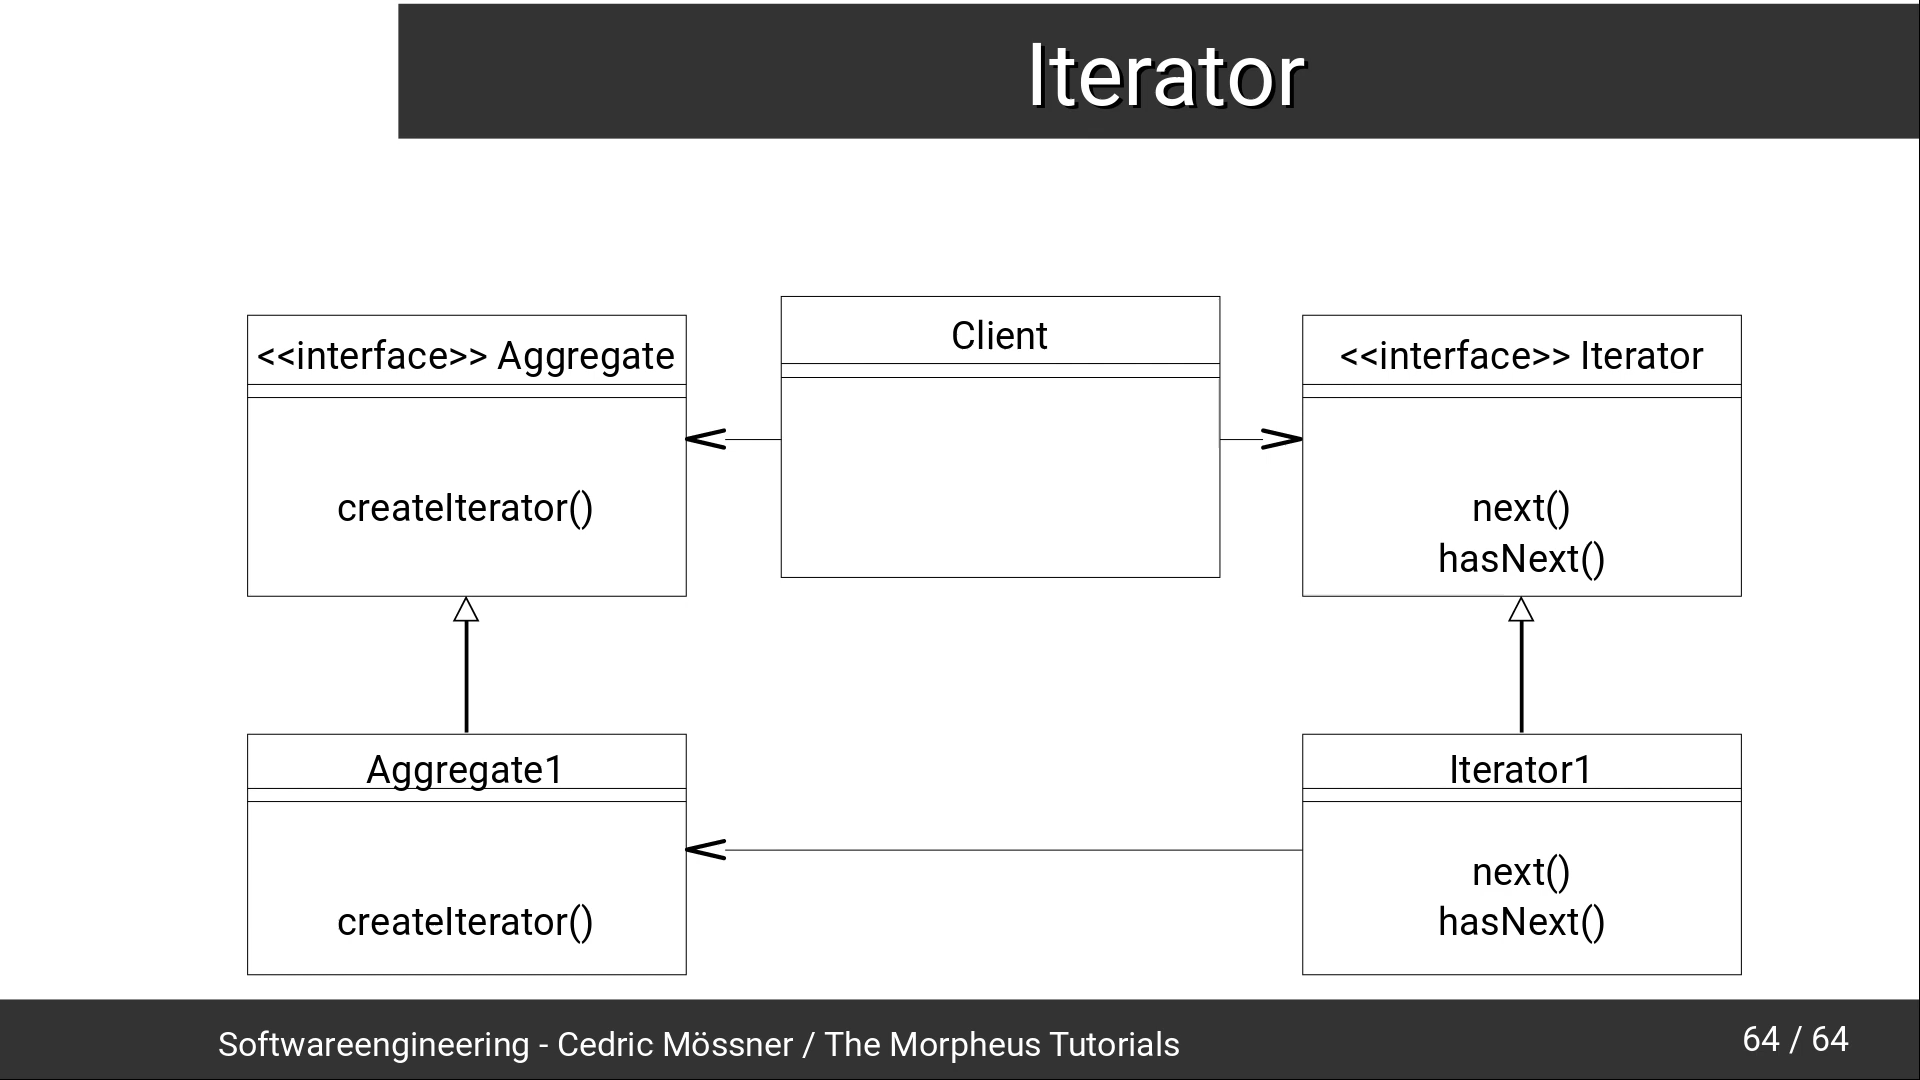 Iterator
<<interface>> Aggregate
createIterator()
Client
<<interface>> Iterator
next()
hasNext()
Aggregate1
createIterator()
Iterator1
next()
hasNext()
Softwareengineering - Cedric Mössner / The Morpheus Tutorials
64 / 64